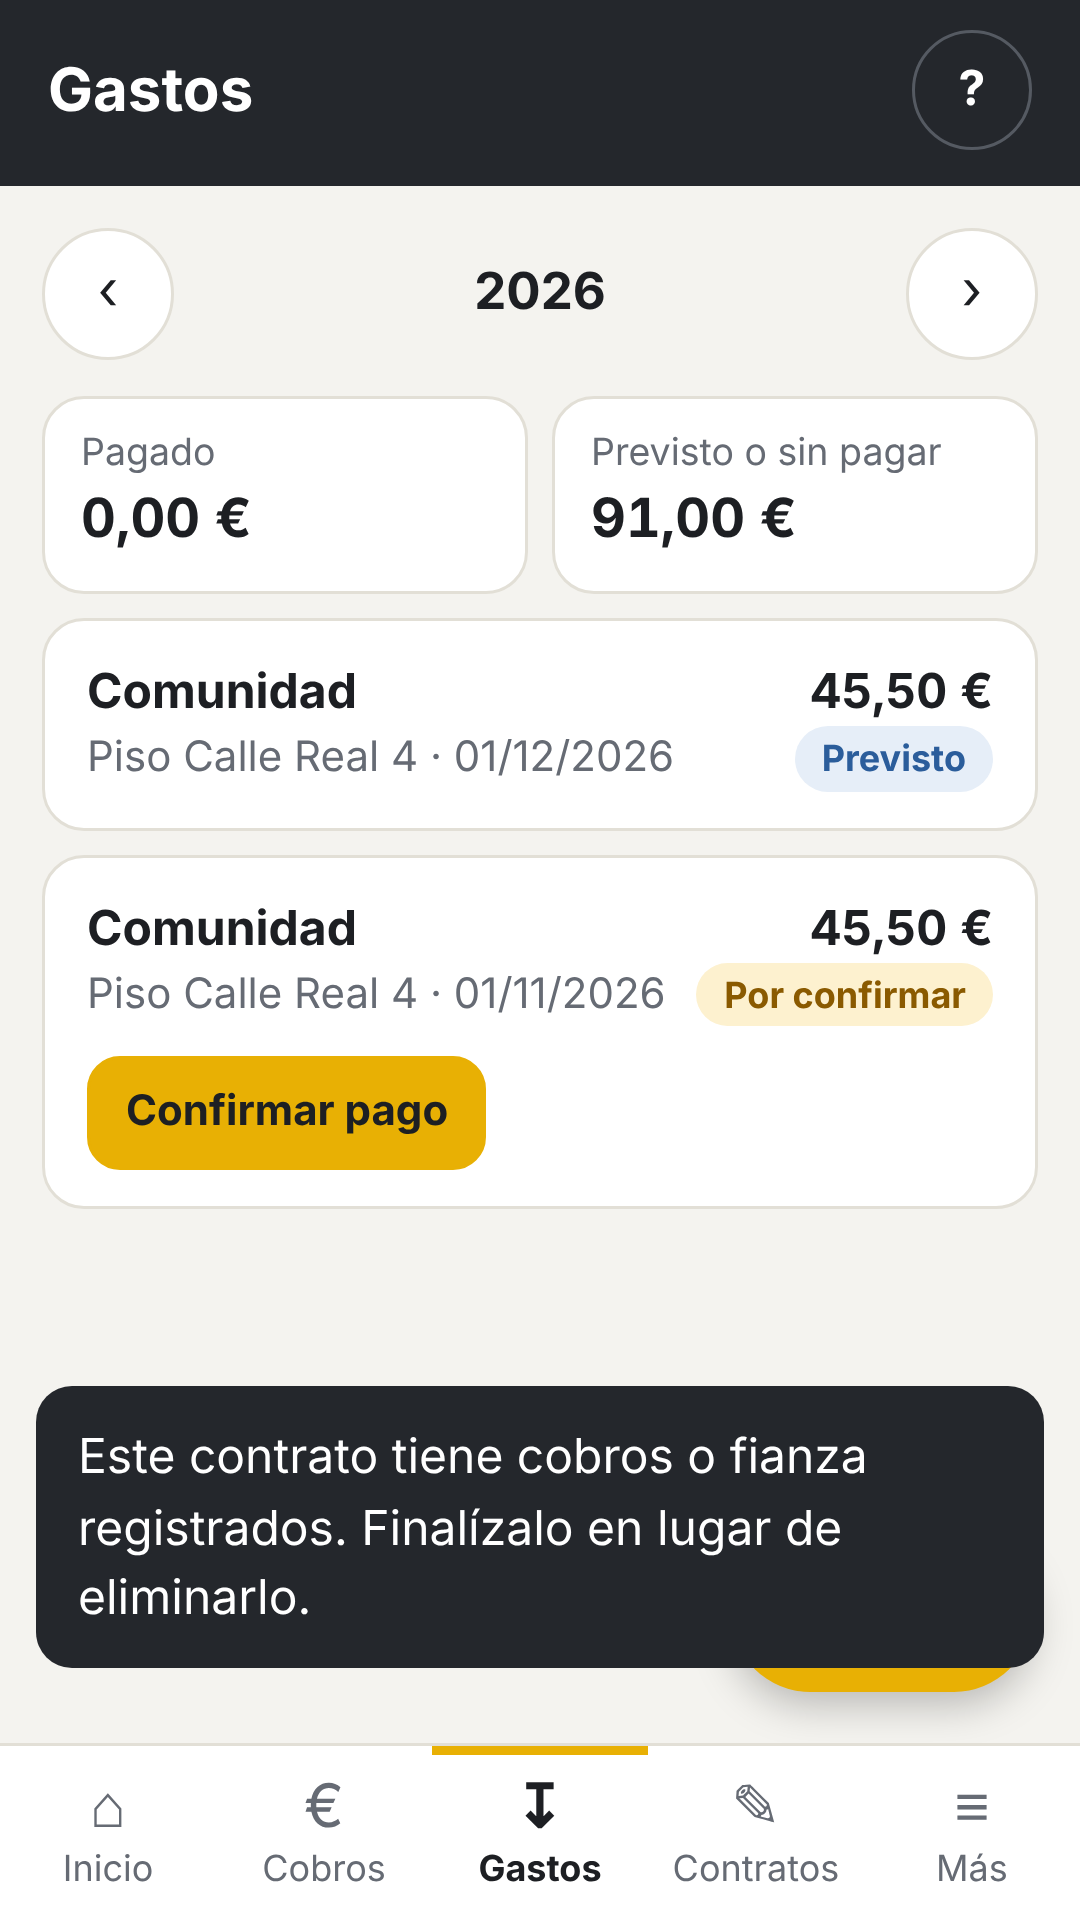 Gastos
?
‹
2026
›
Pagado
0,00 €
Previsto o sin pagar
91,00 €
Comunidad
45,50 €
Piso Calle Real 4 · 01/12/2026
Previsto
Comunidad
45,50 €
Piso Calle Real 4 · 01/11/2026
Por confirmar
Confirmar pago
Este contrato tiene cobros o fianza
registrados. Finalízalo en lugar de
eliminarlo.
Inicio
€
Cobros
Gastos
Contratos
Más